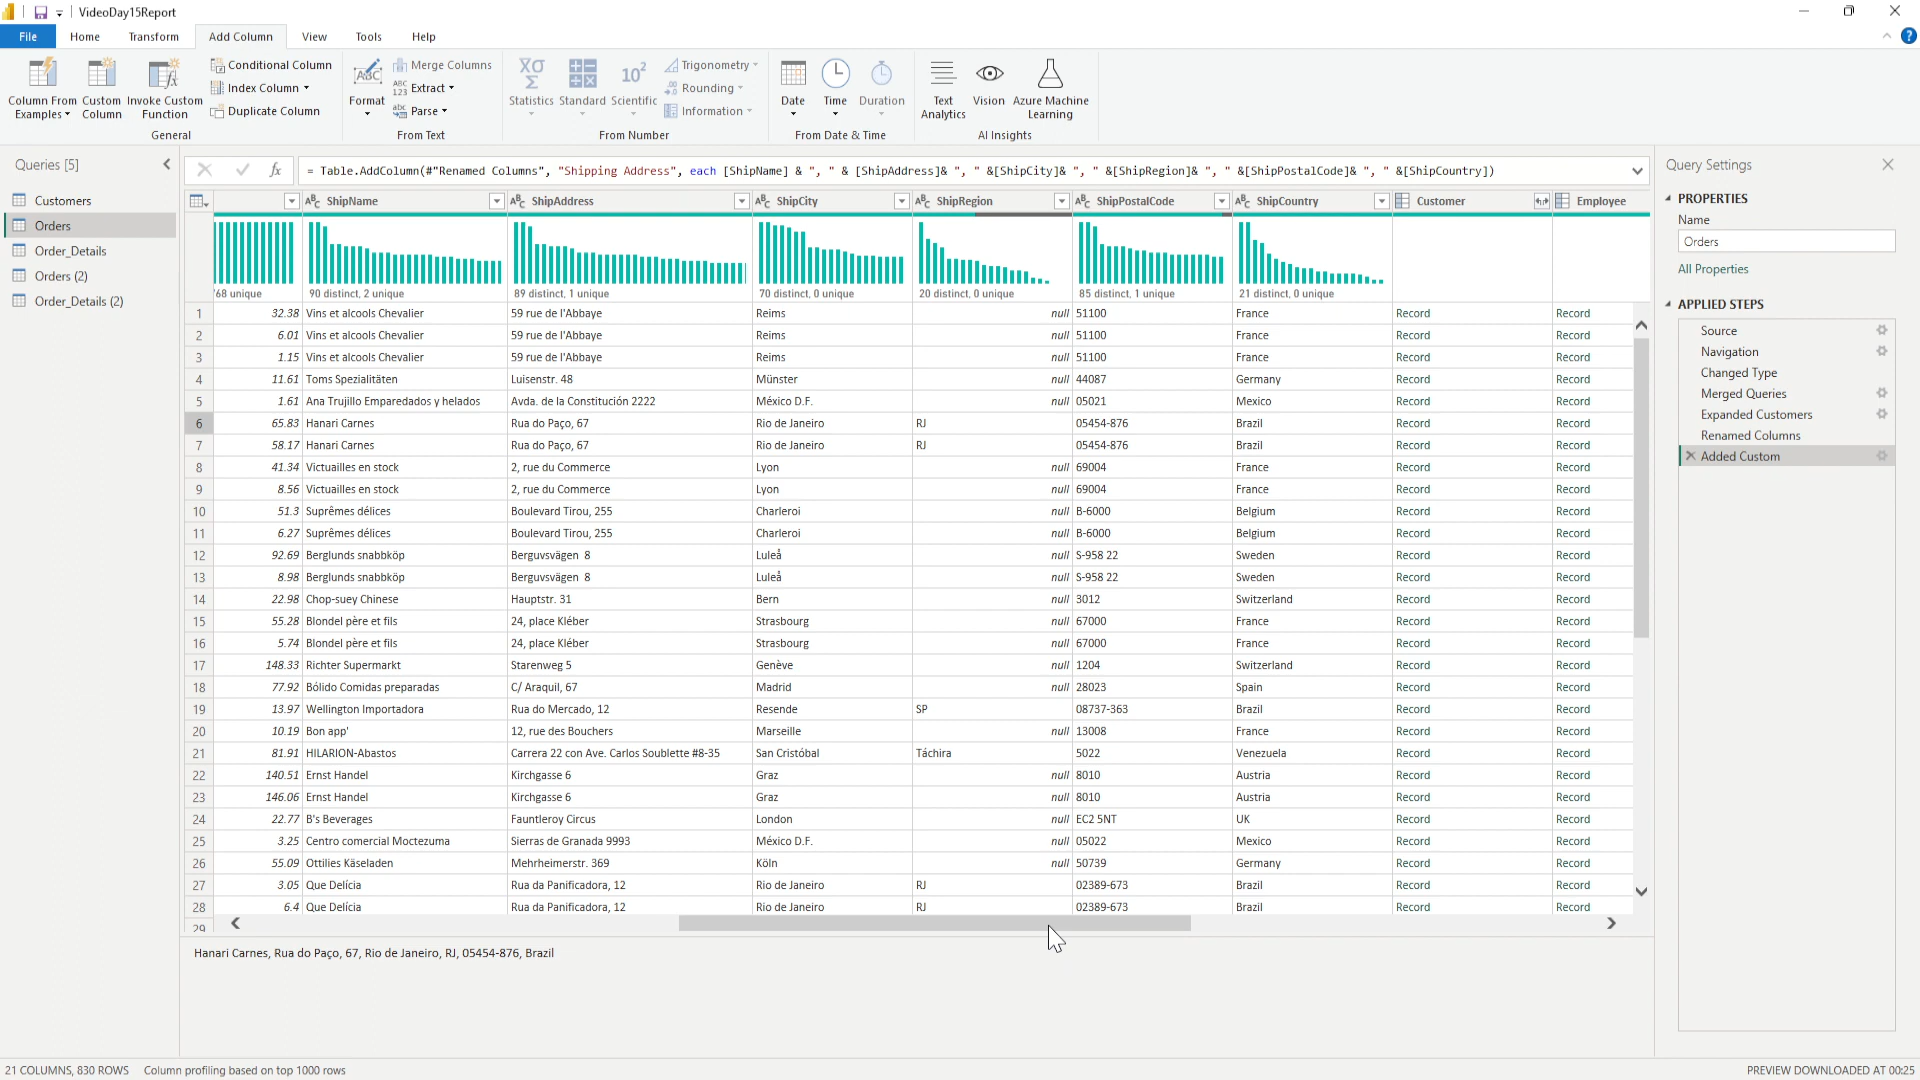 VideoDay15Report
File Home Transform Add Column View Tools Help
Column From Examples
Custom Column
Invoke Custom Function
Conditional Column
Index Column
Duplicate Column
General
Format
Merge Columns
Extract
Parse
From Text
Statistics
Standard
Scientific
Trigonometry
Rounding
Information
From Number
Date
Time
Duration
From Date & Time
Text Analytics
Vision
Azure Machine Learning
AI Insights
Queries [5]
Customers
Orders
Order_Details
Orders (2)
Order_Details (2)
= Table.AddColumn(#"Renamed Columns", "Shipping Address", each [ShipName] & ", " & [ShipAddress]& ", " &[ShipCity]& ", " &[ShipRegion]& ", " &[ShipPostalCode]& ", " &[ShipCountry])
ShipName ShipAddress ShipCity ShipRegion ShipPostalCode ShipCountry Customer Employee
68 unique 90 distinct, 2 unique 89 distinct, 1 unique 70 distinct, 0 unique 20 distinct, 0 unique 85 distinct, 1 unique 21 distinct, 0 unique
1 32.38 Vins et alcools Chevalier 59 rue de l'Abbaye Reims null 51100 France Record Record
2 6.01 Vins et alcools Chevalier 59 rue de l'Abbaye Reims null 51100 France Record Record
3 1.15 Vins et alcools Chevalier 59 rue de l'Abbaye Reims null 51100 France Record Record
4 11.61 Toms Spezialitäten Luisenstr. 48 Münster null 44087 Germany Record Record
5 1.61 Ana Trujillo Emparedados y helados Avda. de la Constitución 2222 México D.F. null 05021 Mexico Record Record
6 65.83 Hanari Carnes Rua do Paço, 67 Rio de Janeiro RJ 05454-876 Brazil Record Record
7 58.17 Hanari Carnes Rua do Paço, 67 Rio de Janeiro RJ 05454-876 Brazil Record Record
8 41.34 Victuailles en stock 2, rue du Commerce Lyon null 69004 France Record Record
9 8.56 Victuailles en stock 2, rue du Commerce Lyon null 69004 France Record Record
10 51.3 Suprêmes délices Boulevard Tirou, 255 Charleroi null B-6000 Belgium Record Record
11 6.27 Suprêmes délices Boulevard Tirou, 255 Charleroi null B-6000 Belgium Record Record
12 92.69 Berglunds snabbköp Berguvsvägen 8 Luleå null S-958 22 Sweden Record Record
13 8.98 Berglunds snabbköp Berguvsvägen 8 Luleå null S-958 22 Sweden Record Record
14 22.98 Chop-suey Chinese Hauptstr. 31 Bern null 3012 Switzerland Record Record
15 55.28 Blondel père et fils 24, place Kléber Strasbourg null 67000 France Record Record
16 5.74 Blondel père et fils 24, place Kléber Strasbourg null 67000 France Record Record
17 148.33 Richter Supermarkt Starenweg 5 Genève null 1204 Switzerland Record Record
18 77.92 Bólido Comidas preparadas C/ Araquil, 67 Madrid null 28023 Spain Record Record
19 13.97 Wellington Importadora Rua do Mercado, 12 Resende SP 08737-363 Brazil Record Record
20 10.19 Bon app' 12, rue des Bouchers Marseille null 13008 France Record Record
21 81.91 HILARION-Abastos Carrera 22 con Ave. Carlos Soublette #8-35 San Cristóbal Táchira 5022 Venezuela Record Record
22 140.51 Ernst Handel Kirchgasse 6 Graz null 8010 Austria Record Record
23 146.06 Ernst Handel Kirchgasse 6 Graz null 8010 Austria Record Record
24 22.77 B's Beverages Fauntleroy Circus London null EC2 5NT UK Record Record
25 3.25 Centro comercial Moctezuma Sierras de Granada 9993 México D.F. null 05022 Mexico Record Record
26 55.09 Ottilies Käseladen Mehrheimerstr. 369 Köln null 50739 Germany Record Record
27 3.05 Que Delícia Rua da Panificadora, 12 Rio de Janeiro RJ 02389-673 Brazil Record Record
28 6.4 Que Delícia Rua da Panificadora, 12 Rio de Janeiro RJ 02389-673 Brazil Record Record
29
Hanari Carnes, Rua do Paço, 67, Rio de Janeiro, RJ, 05454-876, Brazil
Query Settings
PROPERTIES
Name
Orders
All Properties
APPLIED STEPS
Source
Navigation
Changed Type
Merged Queries
Expanded Customers
Renamed Columns
Added Custom
21 COLUMNS, 830 ROWS Column profiling based on top 1000 rows PREVIEW DOWNLOADED AT 00:25